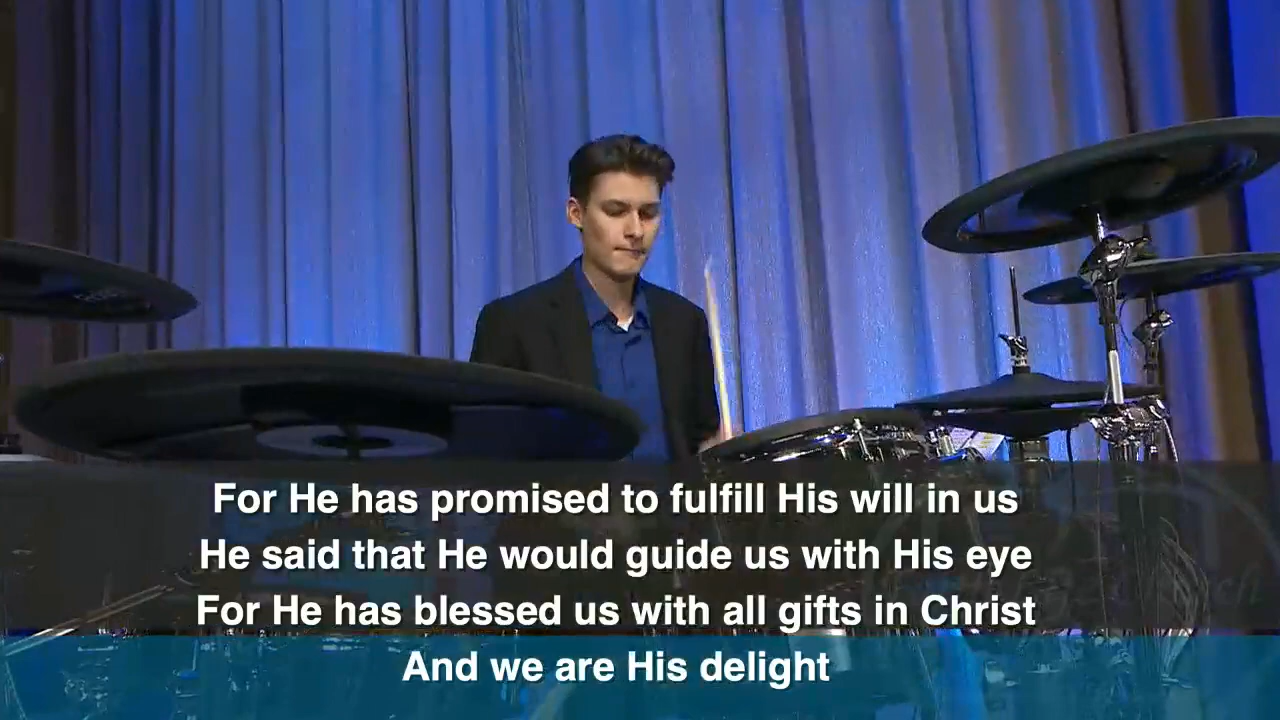 For He has promised to fulfill His will in us
He said that He would guide us with His eye
For He has blessed us with all gifts in Christ
And we are His delight